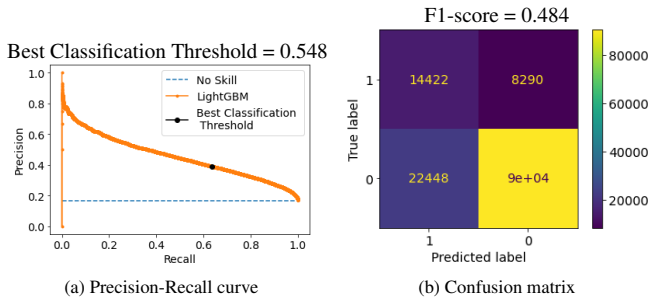 Best Classification Threshold = 0.548
1.0
0.8
0.6
0.4
0.2
0.0
Precision
No Skill
LightGBM
Best Classification
Threshold
0.0 0.2 0.4 0.6 0.8 1.0
Recall
(a) Precision-Recall curve
F1-score = 0.484
True label
1
0
14422 8290
22448 9e+04
1 0
Predicted label
80000
60000
40000
20000
(b) Confusion matrix